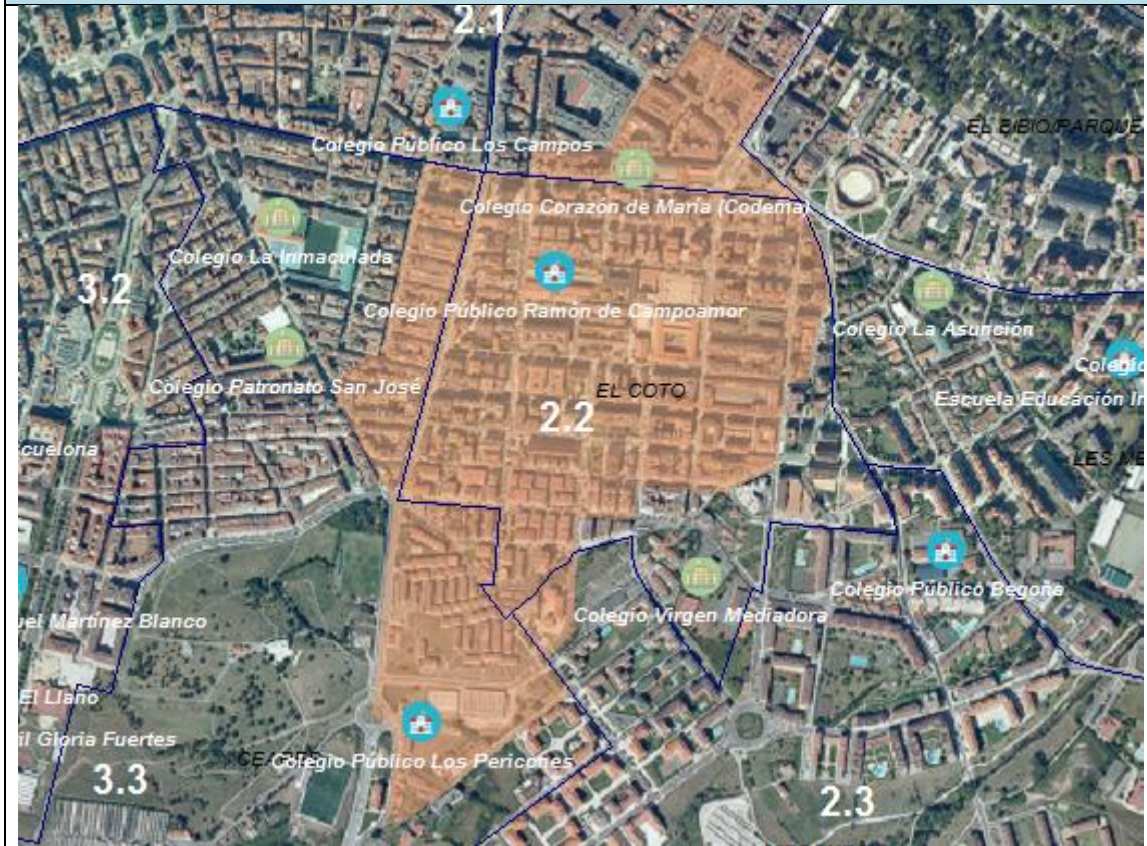 2.1
EL BIBIO/PARQUE
Colegio Público Los Campos
Colegio Corazón de María (Codema)
Colegio La Inmaculada
3.2
Colegio Público Ramón de Campoamor
Colegio La Asunción
Colegio
Colegio Patronato San José
EL COTO
Escuela Educación In
2.2
cuelona
LES ME
Colegio Público Begoña
Colegio Virgen Mediadora
uel Martínez Blanco
El Llano
il Gloria Fuertes
Colegio Público Los Pericones
3.3
2.3